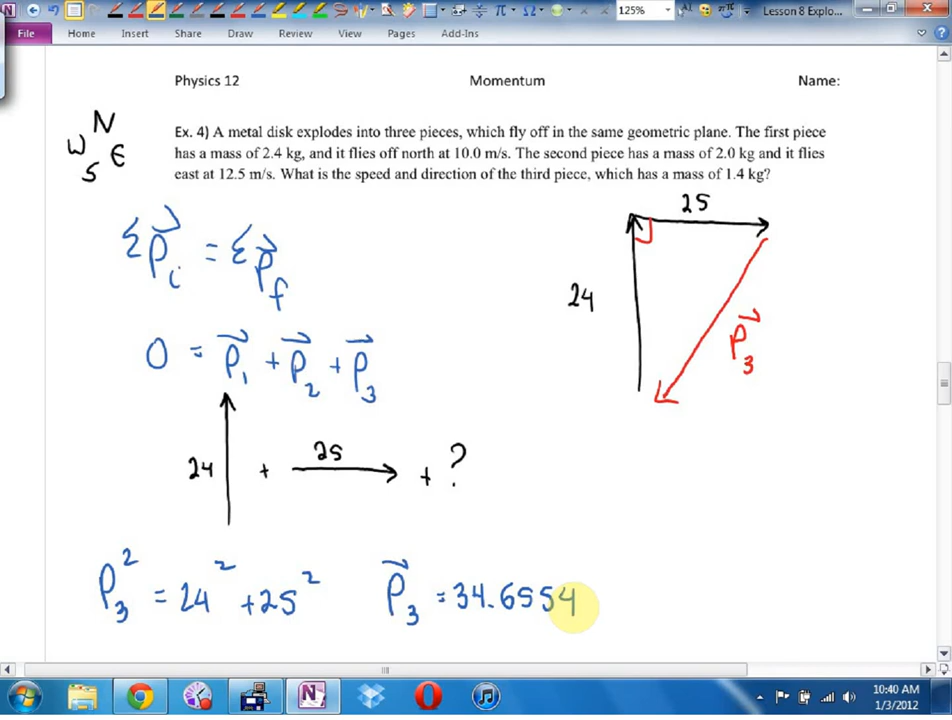 125%
Lesson 8 Explo...
File Home Insert Share Draw Review View Pages Add-Ins
Physics 12 Momentum Name:
N
W E
S
Ex. 4) A metal disk explodes into three pieces, which fly off in the same geometric plane. The first piece
has a mass of 2.4 kg, and it flies off north at 10.0 m/s. The second piece has a mass of 2.0 kg and it flies
east at 12.5 m/s. What is the speed and direction of the third piece, which has a mass of 1.4 kg?
25
Σp⃗i = Σp⃗f
24
p⃗3
0 = p⃗1 + p⃗2 + p⃗3
24 + 25 + ?
P3² = 24² + 25² P⃗3 = 34.6554
10:40 AM
1/3/2012